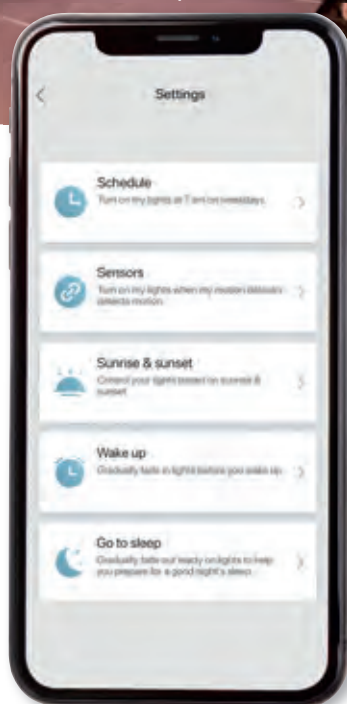 Settings
Schedule
Turn on my lights at 7 am on weekdays.
Sensors
Turn on my lights when my motion detector
detects motion.
Sunrise & sunset
Control your lights based on sunrise &
sunset
Wake up
Gradually fade in lights before you wake up.
Go to sleep
Gradually fade out ready on lights to help
you prepare for a good night's sleep.